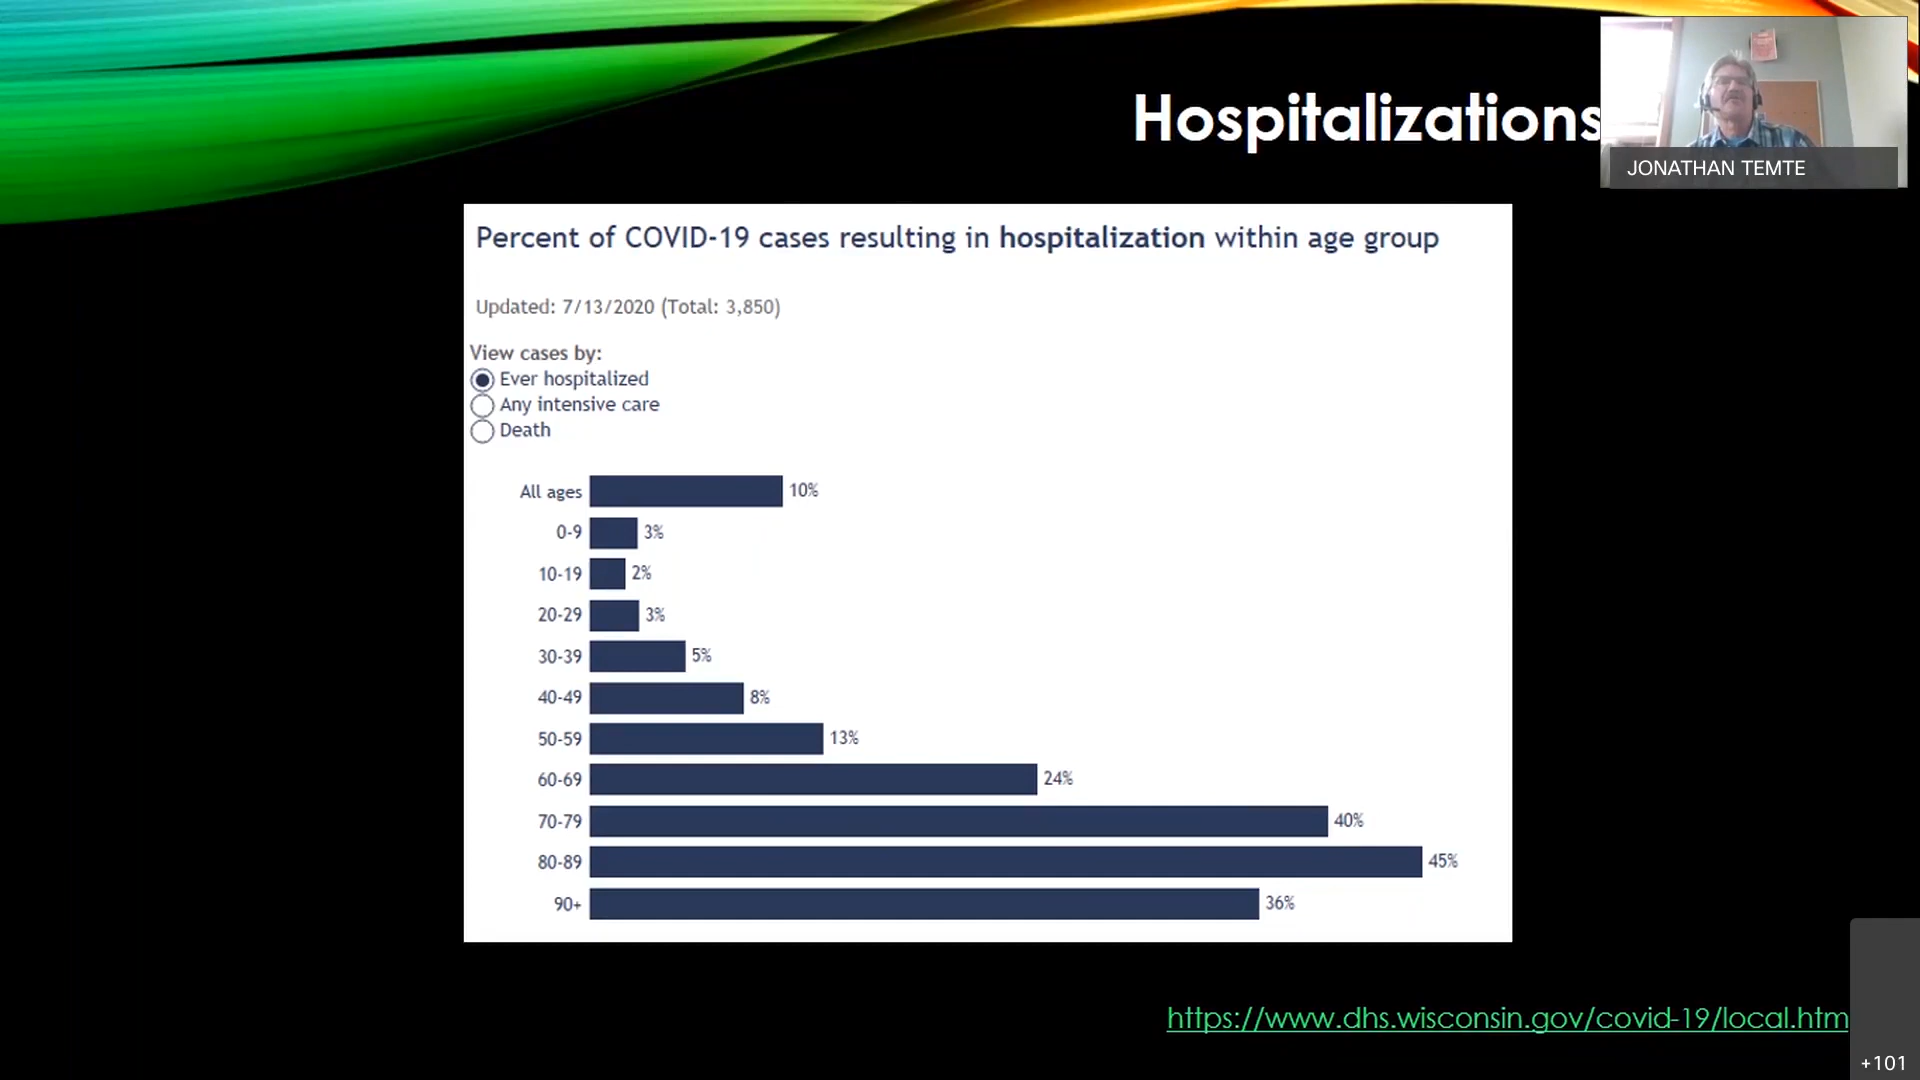 Hospitalizations
JONATHAN TEMTE
Percent of COVID-19 cases resulting in hospitalization within age group
Updated: 7/13/2020 (Total: 3,850)
View cases by:
Ever hospitalized
Any intensive care
Death
All ages 10%
0-9 3%
10-19 2%
20-29 3%
30-39 5%
40-49 8%
50-59 13%
60-69 24%
70-79 40%
80-89 45%
90+ 36%
https://www.dhs.wisconsin.gov/covid-19/local.htm
+101